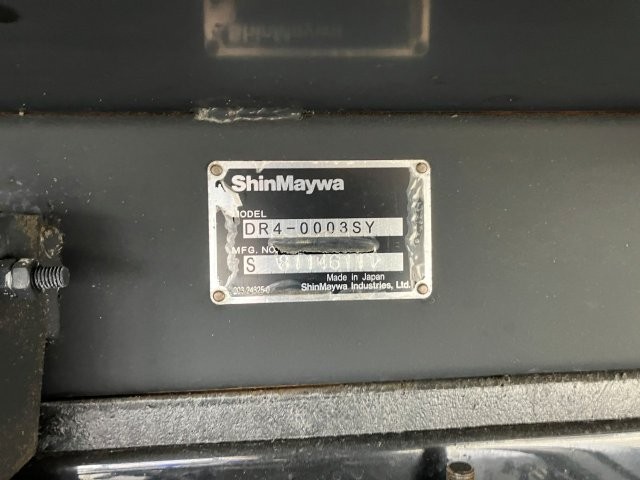 ShinMaywa
MODEL
DR4-0003SY
MFG. NO.
S
Made in Japan
ShinMaywa Industries, Ltd.